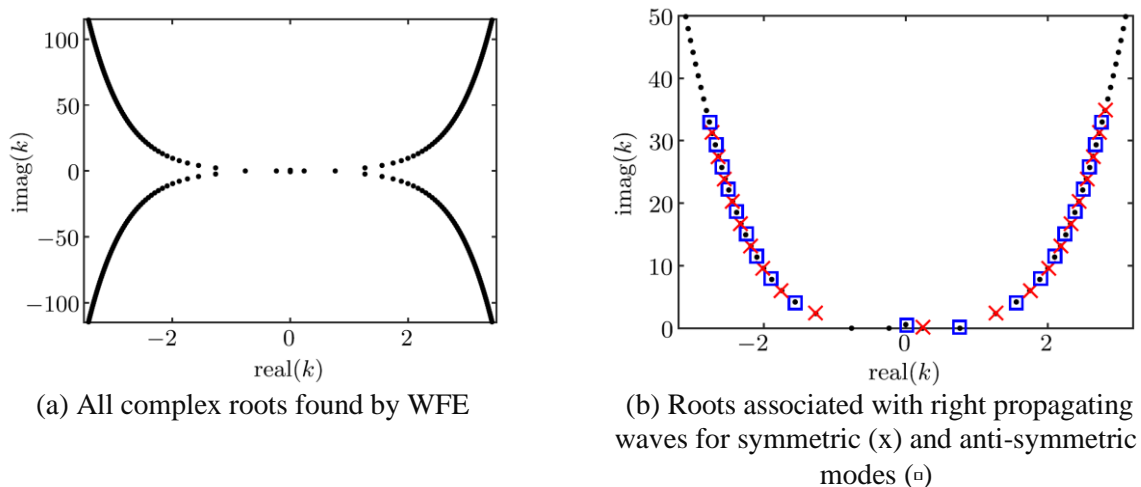 100
50
0
−50
−100
imag(k)
−2
0
2
real(k)
(a) All complex roots found by WFE
50
40
30
20
10
0
imag(k)
−2
0
2
real(k)
(b) Roots associated with right propagating
waves for symmetric (x) and anti-symmetric
modes (▫)